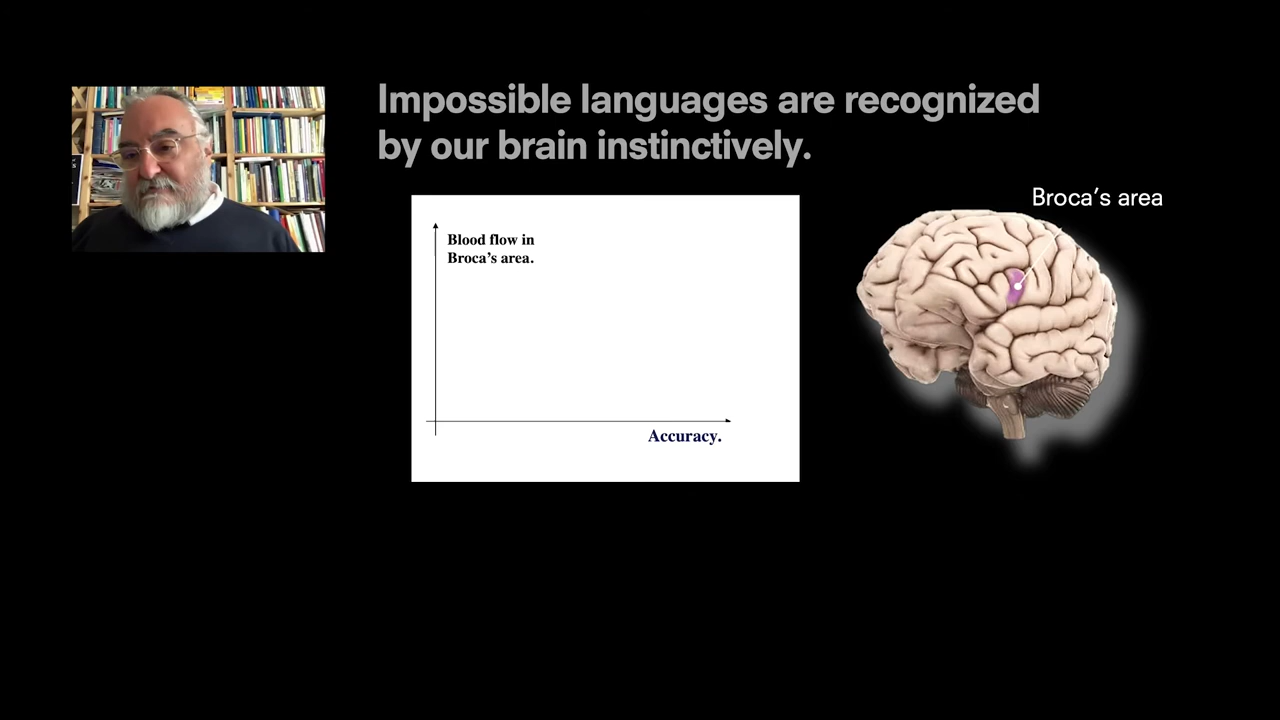 Impossible languages are recognized
by our brain instinctively.
Broca's area
Blood flow in
Broca's area.
Accuracy.